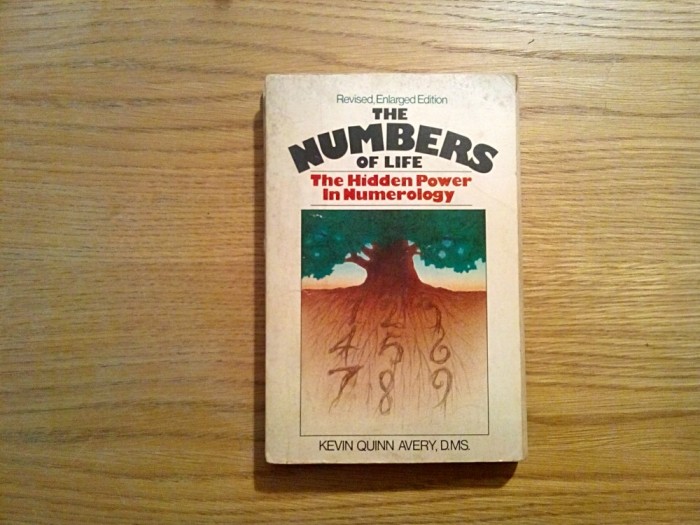 Revised, Enlarged Edition
THE
NUMBERS
OF LIFE
The Hidden Power
In Numerology
1 2 3
4 5 6
7 8 9
KEVIN QUINN AVERY, D.MS.